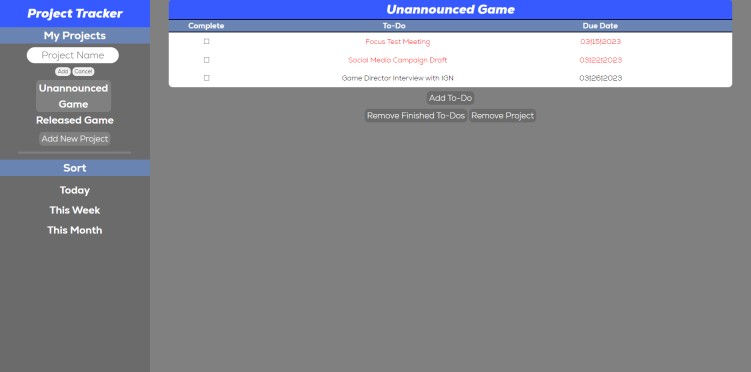 Project Tracker
My Projects
Project Name
Add Cancel
Unannounced
Game
Released Game
Add New Project
Sort
Today
This Week
This Month
Unannounced Game
Complete To-Do Due Date
Focus Test Meeting 03|15|2023
Social Media Campaign Draft 03|22|2023
Game Director Interview with IGN 03|26|2023
Add To-Do
Remove Finished To-Dos Remove Project